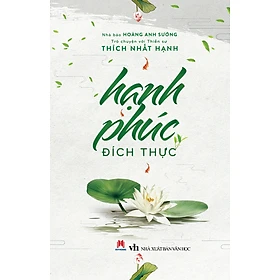 Nhà báo HOÀNG ANH SƯỚNG
Trò chuyện với Thiền sư
THÍCH NHẤT HẠNH
hạnh
phúc
ĐÍCH THỰC
vh NHÀ XUẤT BẢN VĂN HỌC